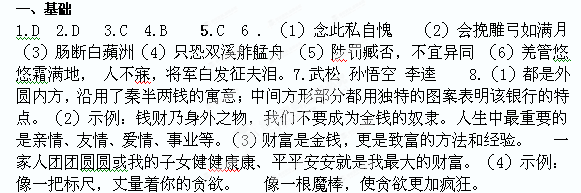 一、基础
1.D 2.D 3.C 4.B 5.C 6．（1）念此私自愧 （2）会挽雕弓如满月
（3）肠断白蘋洲（4）只恐双溪舴艋舟 （5）陟罚臧否，不宜异同 （6）羌管悠
悠霜满地， 人不寐，将军白发征夫泪。7.武松 孙悟空 李逵 8.（1）都是外
圆内方，沿用了秦半两钱的寓意；中间方形部分都用独特的图案表明该银行的特
点。（2）示例：钱财乃身外之物，我们不要成为金钱的奴隶。人生中最重要的
是亲情、友情、爱情、事业等。（3）财富是金钱，更是致富的方法和经验。 一
家人团团圆圆或我的子女健健康康、平平安安就是我最大的财富。（4）示例：
像一把标尺，丈量着你的贪欲。 像一根魔棒，使贪欲更加疯狂。